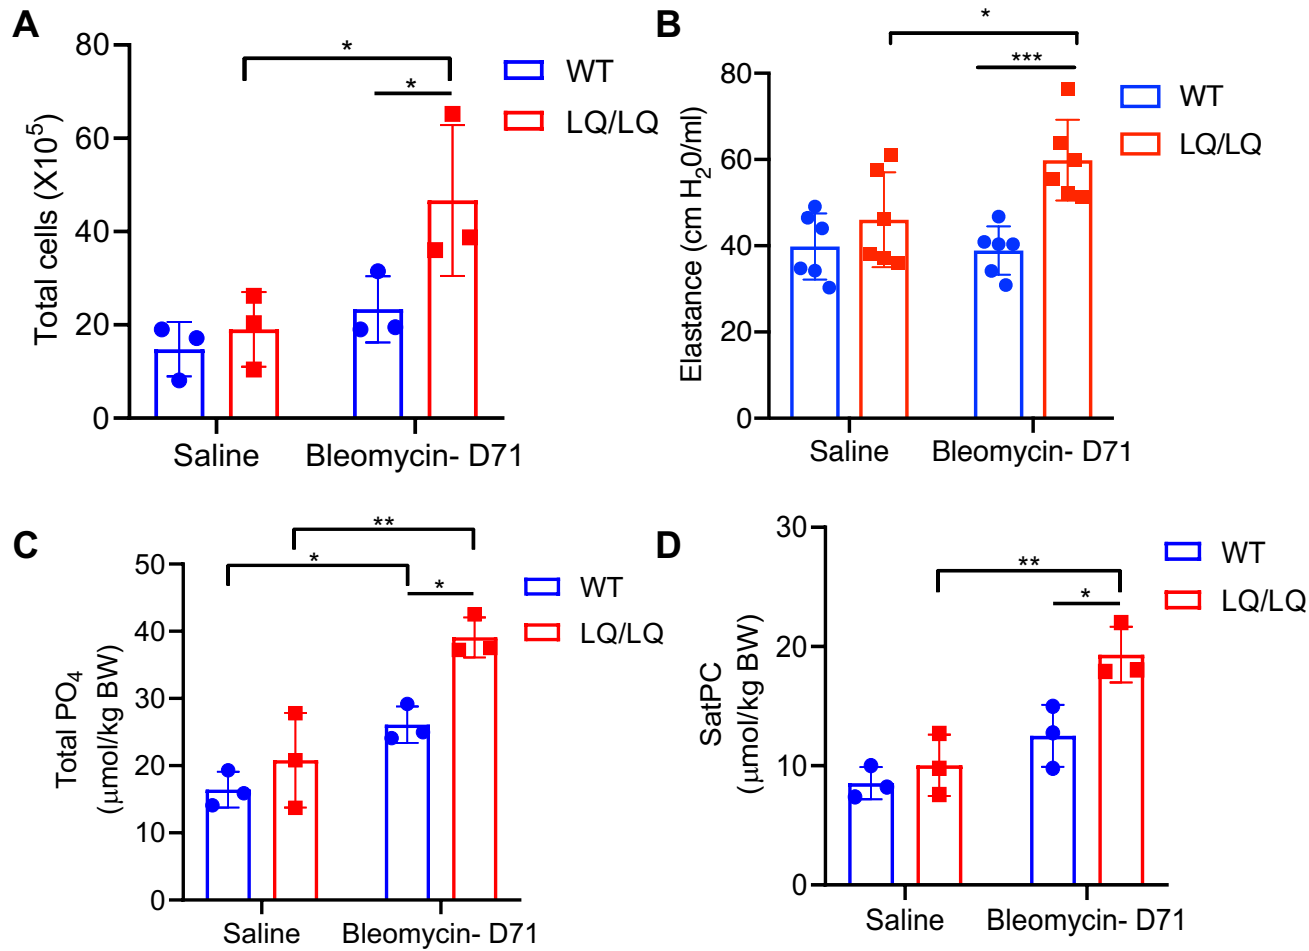 A
Total cells (X10⁵)
80
60
40
20
0
*
*
WT
LQ/LQ
Saline
Bleomycin- D71
B
Elastance (cm H₂0/ml)
80
60
40
20
0
*
***
WT
LQ/LQ
Saline
Bleomycin- D71
C
Total PO₄
(μmol/kg BW)
50
40
30
20
10
0
**
*
*
WT
LQ/LQ
Saline
Bleomycin- D71
D
SatPC
(μmol/kg BW)
30
20
10
0
**
*
WT
LQ/LQ
Saline
Bleomycin- D71